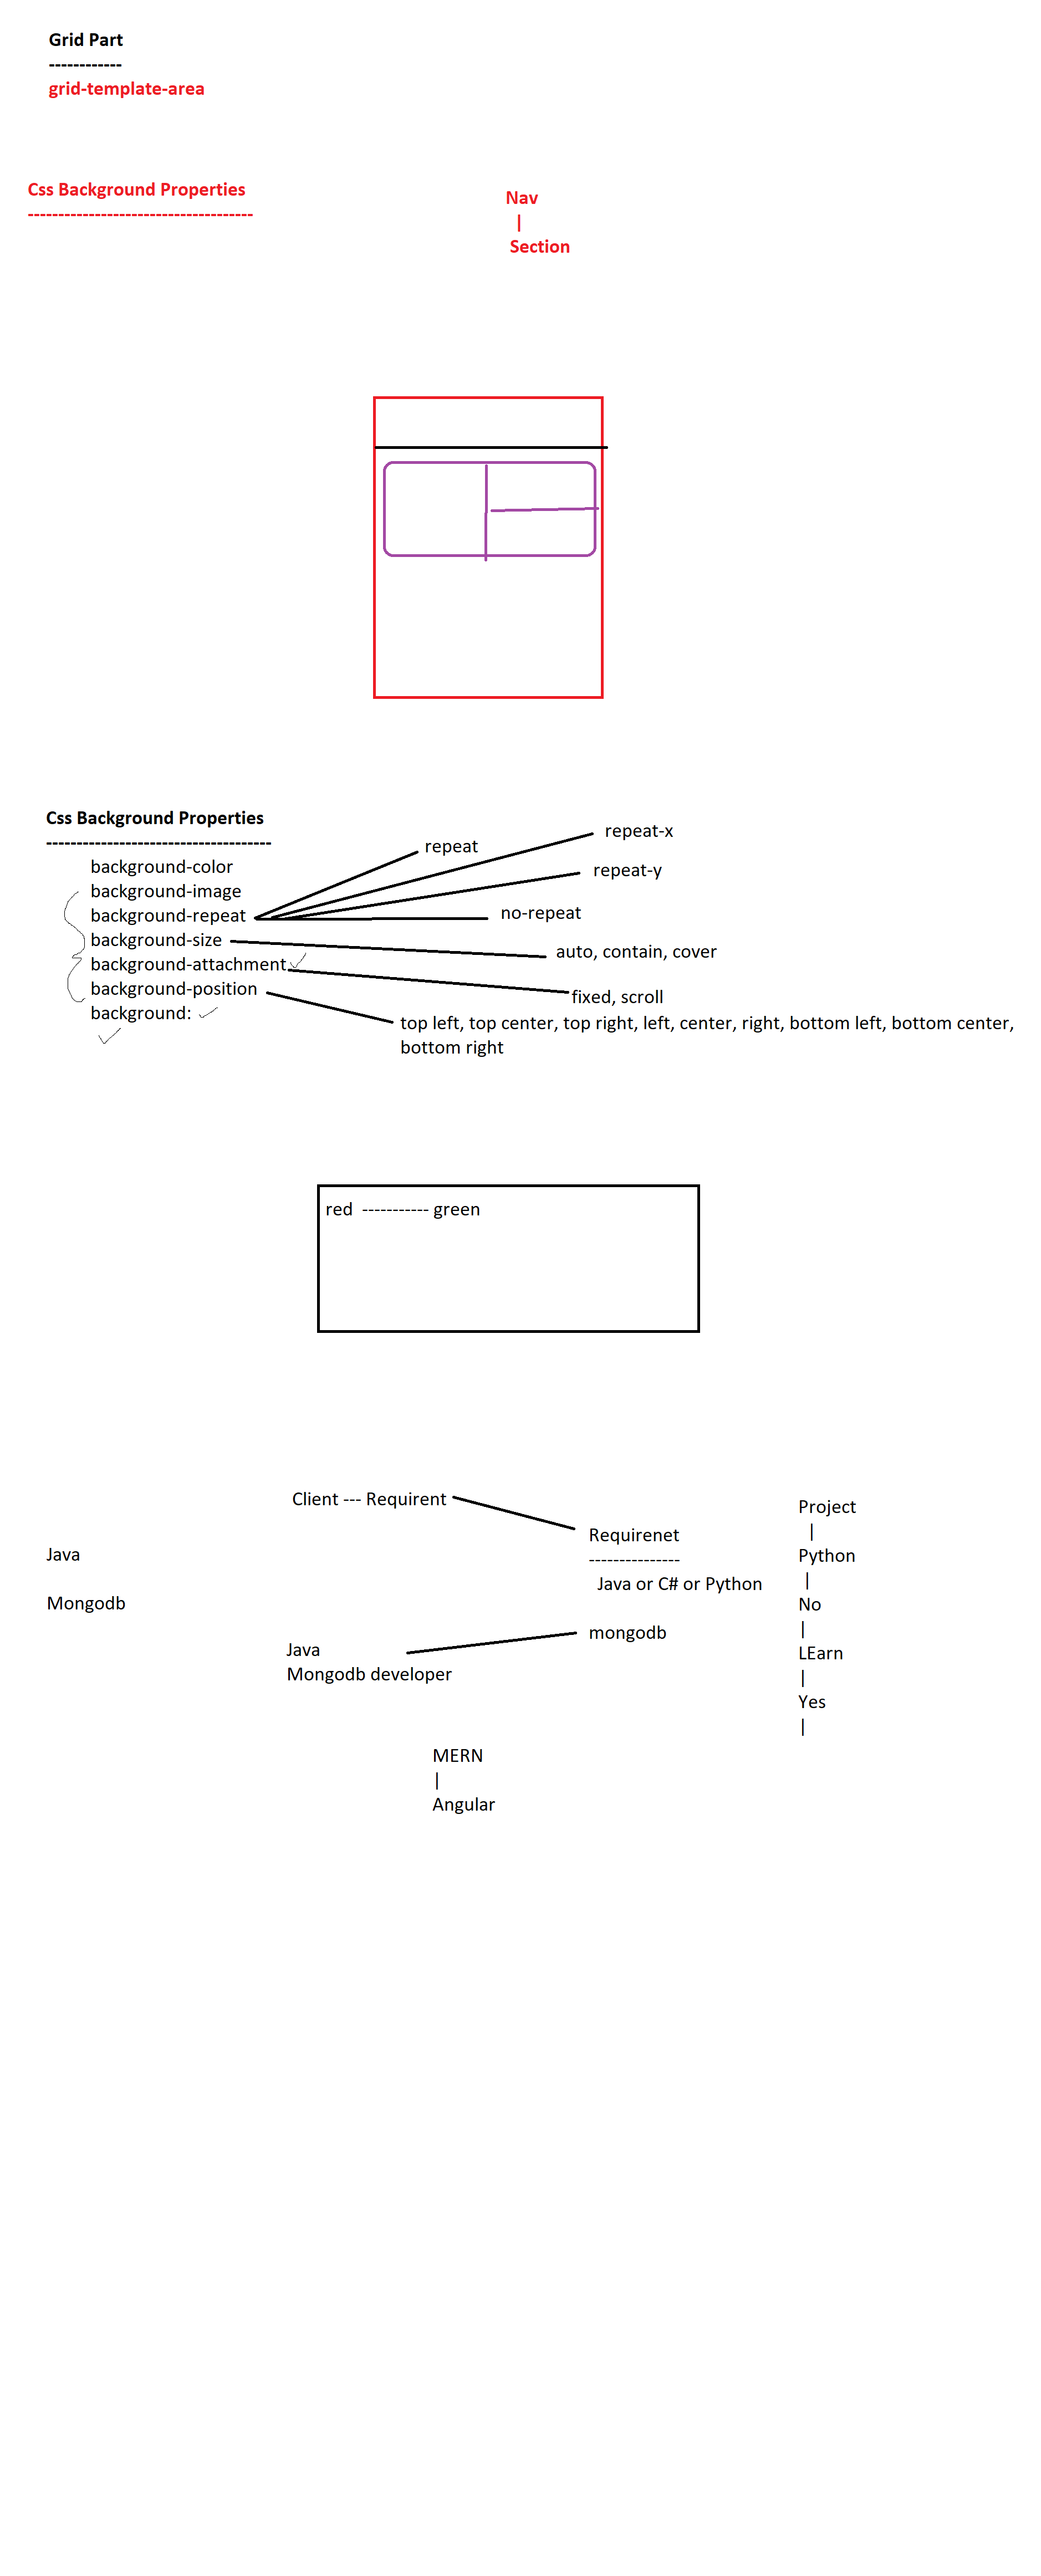 Grid Part
------------
grid-template-area
Css Background Properties
-------------------------------------
Nav
|
Section
Css Background Properties
-------------------------------------
background-color
background-image
background-repeat
background-size
background-attachment
background-position
background:
repeat
repeat-x
repeat-y
no-repeat
auto, contain, cover
fixed, scroll
top left, top center, top right, left, center, right, bottom left, bottom center,
bottom right
red ----------- green
Client --- Requirent
Requirenet
---------------
Java or C# or Python
mongodb
Java
Mongodb
Java
Mongodb developer
Project
|
Python
|
No
|
LEarn
|
Yes
|
MERN
|
Angular